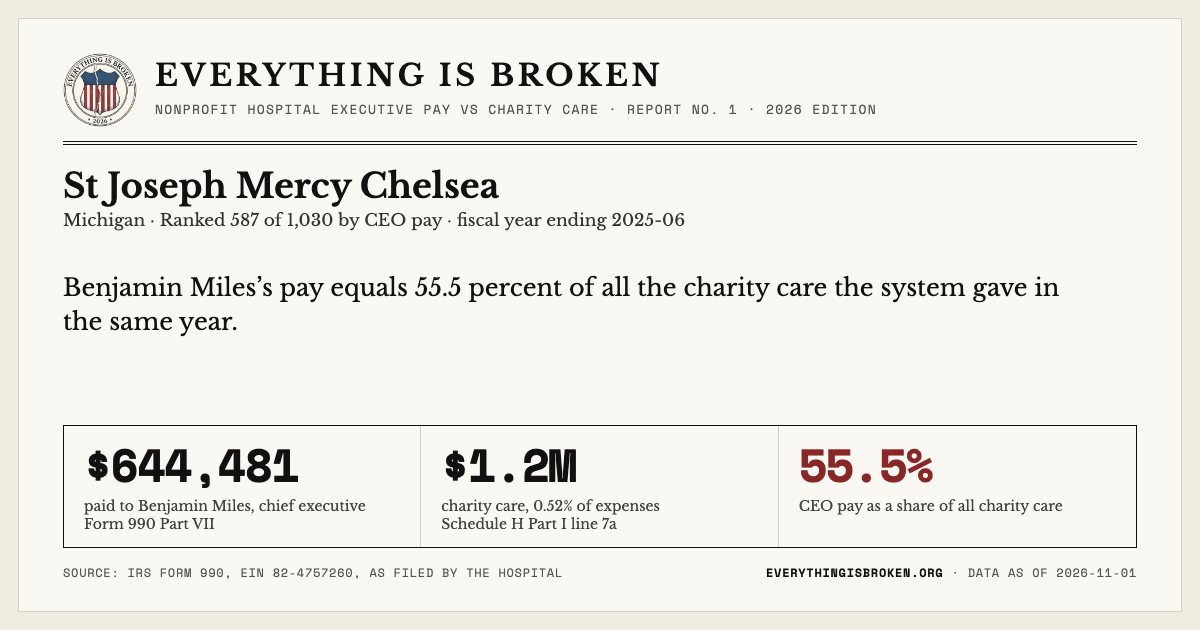 EVERYTHING IS BROKEN
· 2026 ·
EVERYTHING IS BROKEN
NONPROFIT HOSPITAL EXECUTIVE PAY VS CHARITY CARE · REPORT NO. 1 · 2026 EDITION
St Joseph Mercy Chelsea
Michigan · Ranked 587 of 1,030 by CEO pay · fiscal year ending 2025-06
Benjamin Miles’s pay equals 55.5 percent of all the charity care the system gave in
the same year.
$644,481
paid to Benjamin Miles, chief executive
Form 990 Part VII
$1.2M
charity care, 0.52% of expenses
Schedule H Part I line 7a
55.5%
CEO pay as a share of all charity care
SOURCE: IRS FORM 990, EIN 82-4757260, AS FILED BY THE HOSPITAL
EVERYTHINGISBROKEN.ORG · DATA AS OF 2026-11-01